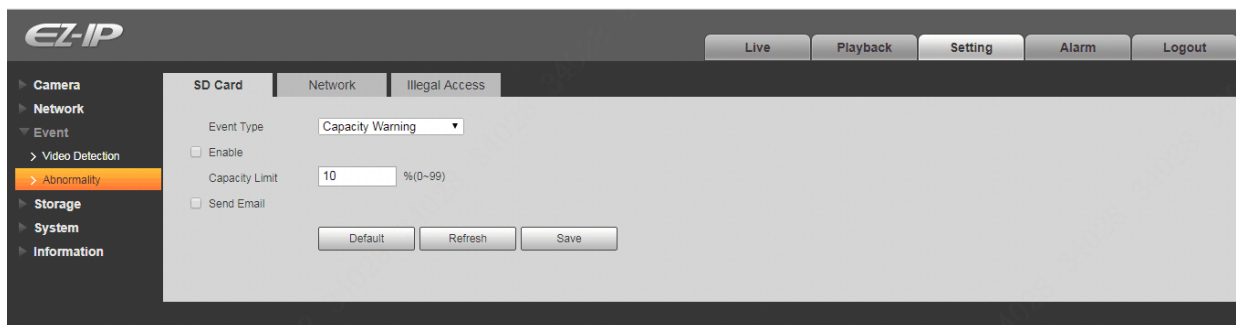 EZ-IP
Live Playback Setting Alarm Logout
Camera
Network
Event
Video Detection
Abnormality
Storage
System
Information
SD Card Network Illegal Access
Event Type Capacity Warning
Enable
Capacity Limit 10 %(0~99)
Send Email
Default Refresh Save